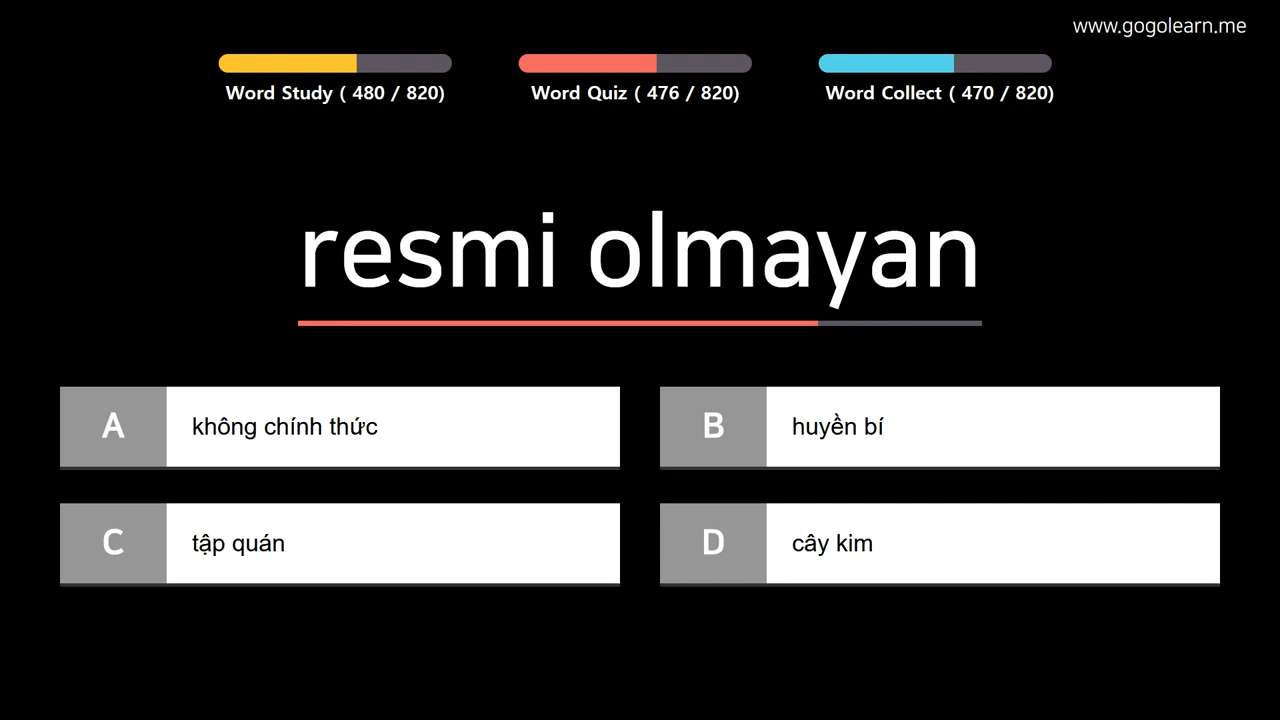 www.gogolearn.me
Word Study ( 480 / 820)
Word Quiz ( 476 / 820)
Word Collect ( 470 / 820)
resmi olmayan
A
không chính thức
B
huyền bí
C
tập quán
D
cây kim